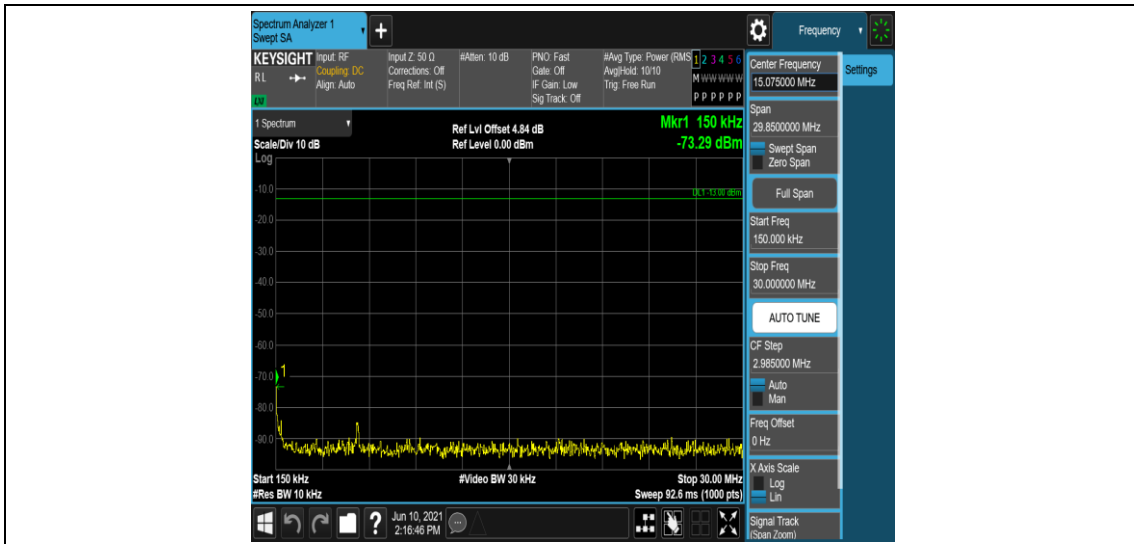 Spectrum Analyzer 1
Swept SA
+
Frequency
KEYSIGHT
RL
LXI
Input: RF
Coupling: DC
Align: Auto
Input Z: 50 Ω
Corrections: Off
Freq Ref: Int (S)
#Atten: 10 dB
PNO: Fast
Gate: Off
IF Gain: Low
Sig Track: Off
#Avg Type: Power (RMS
Avg|Hold: 10/10
Trig: Free Run
1 2 3 4 5 6
M W W W W W
P P P P P P
1 Spectrum
Scale/Div 10 dB
Log
Ref Lvl Offset 4.84 dB
Ref Level 0.00 dBm
Mkr1 150 kHz
-73.29 dBm
DL1 -13.00 dBm
-10.0
-20.0
-30.0
-40.0
-50.0
-60.0
-70.0
-80.0
-90.0
1
Start 150 kHz
#Video BW 30 kHz
Stop 30.00 MHz
#Res BW 10 kHz
Sweep 92.6 ms (1000 pts)
Center Frequency
15.075000 MHz
Settings
Span
29.8500000 MHz
Swept Span
Zero Span
Full Span
Start Freq
150.000 kHz
Stop Freq
30.000000 MHz
AUTO TUNE
CF Step
2.985000 MHz
Auto
Man
Freq Offset
0 Hz
X Axis Scale
Log
Lin
Signal Track
(Span Zoom)
?
Jun 10, 2021
2:16:46 PM